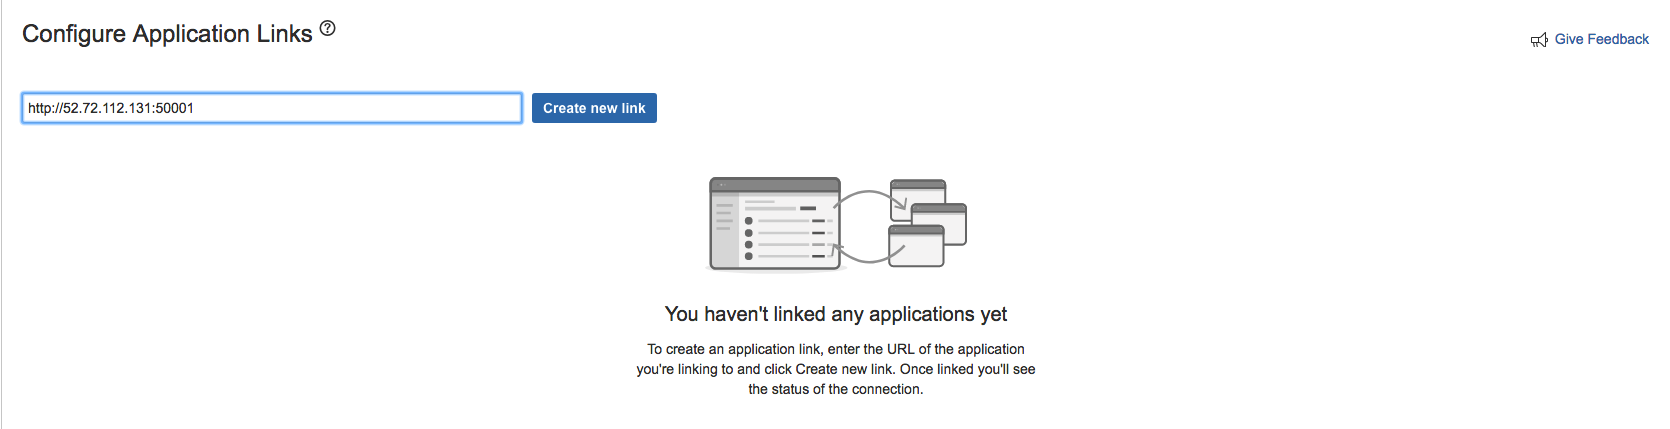 Configure Application Links
Give Feedback
http://52.72.112.131:50001
Create new link
You haven't linked any applications yet
To create an application link, enter the URL of the application
you're linking to and click Create new link. Once linked you'll see
the status of the connection.